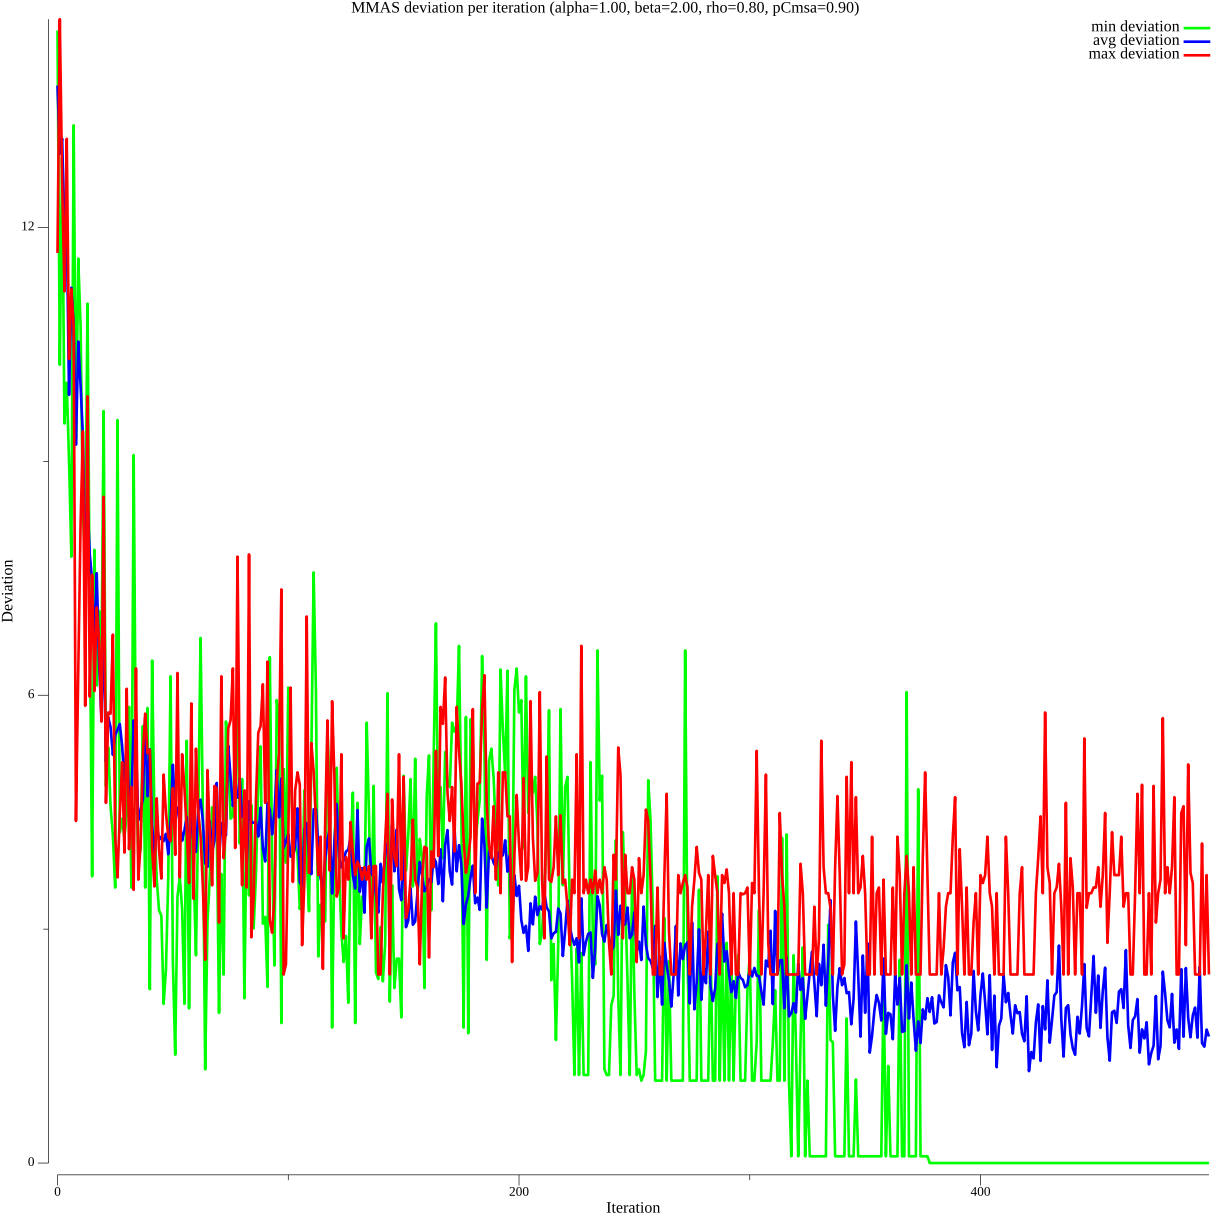 MMAS deviation per iteration (alpha=1.00, beta=2.00, rho=0.80, pCmsa=0.90)
min deviation
avg deviation
max deviation
12
6
0
Deviation
0
200
400
Iteration